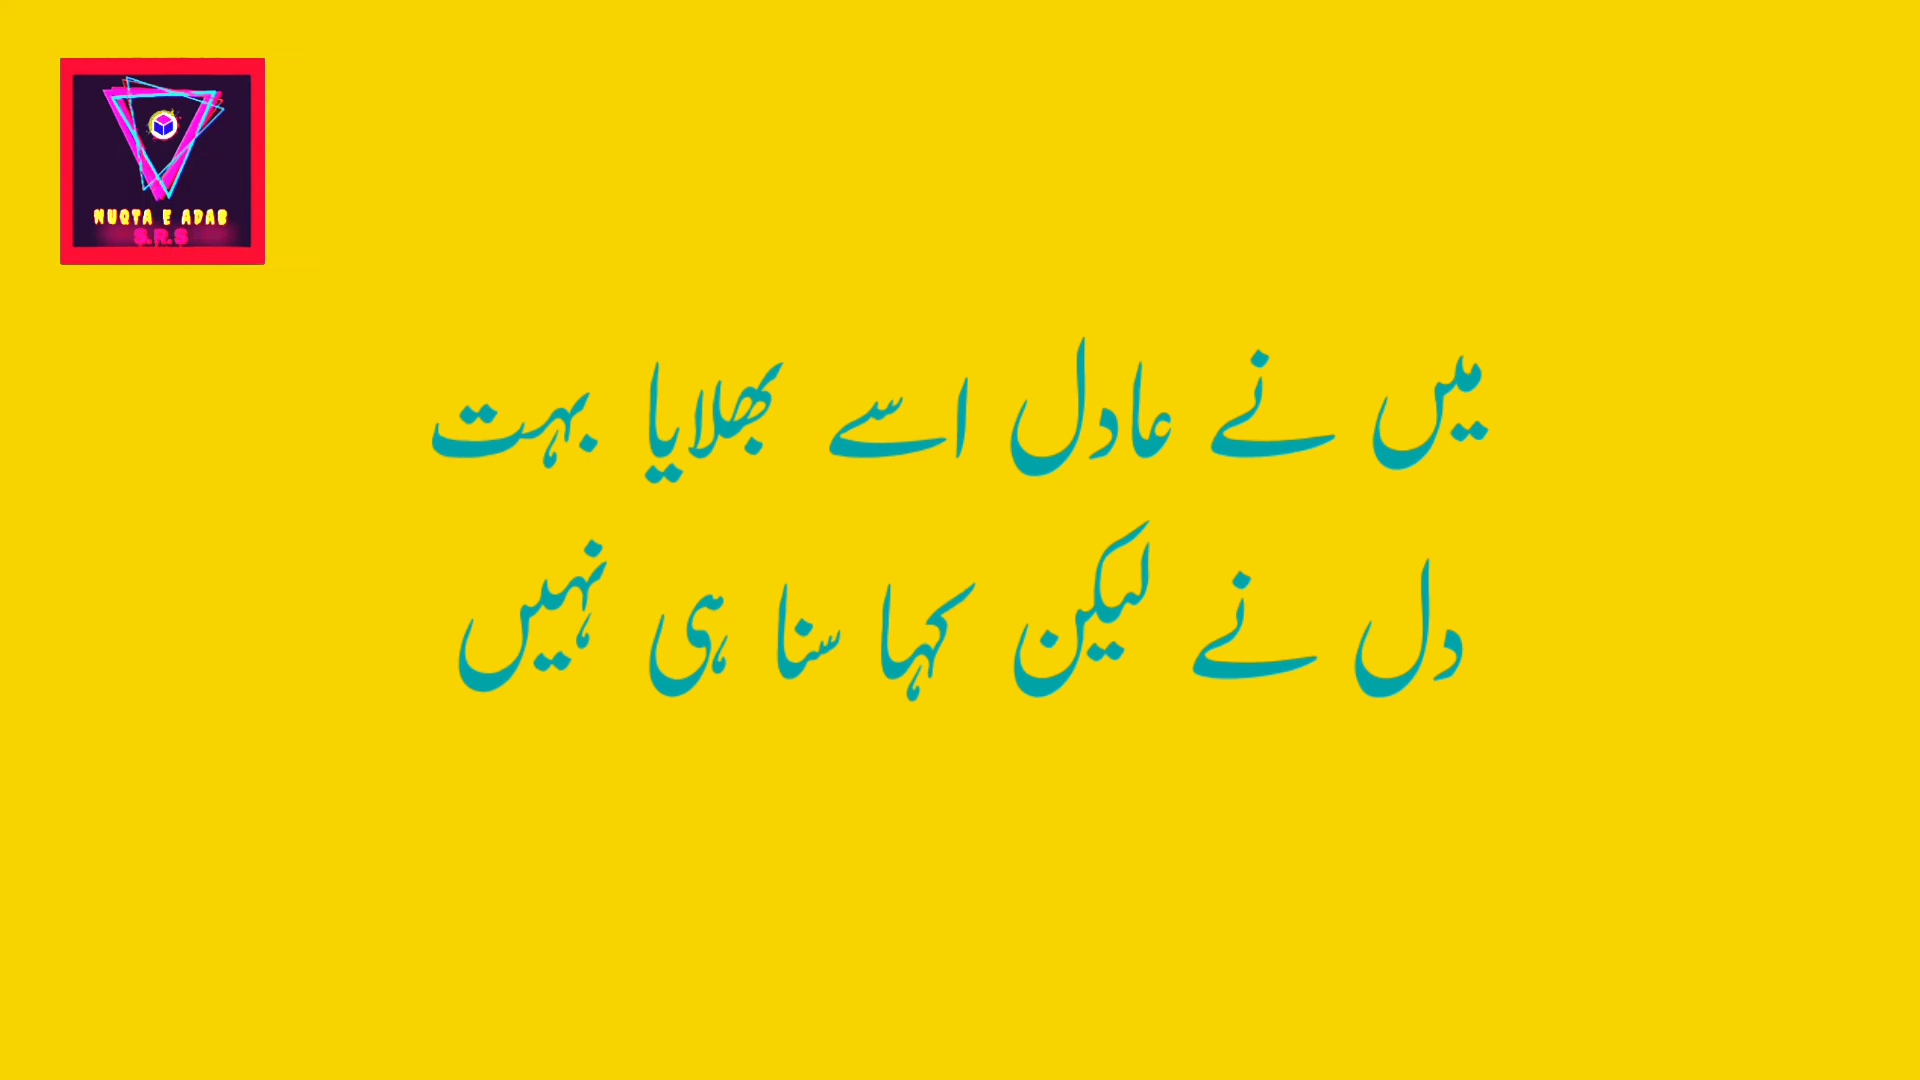 NUQTA E ADAB
S.R.S
میں نے عادل اسے بھلایا بہت
دل نے لیکن کہا سنا ہی نہیں